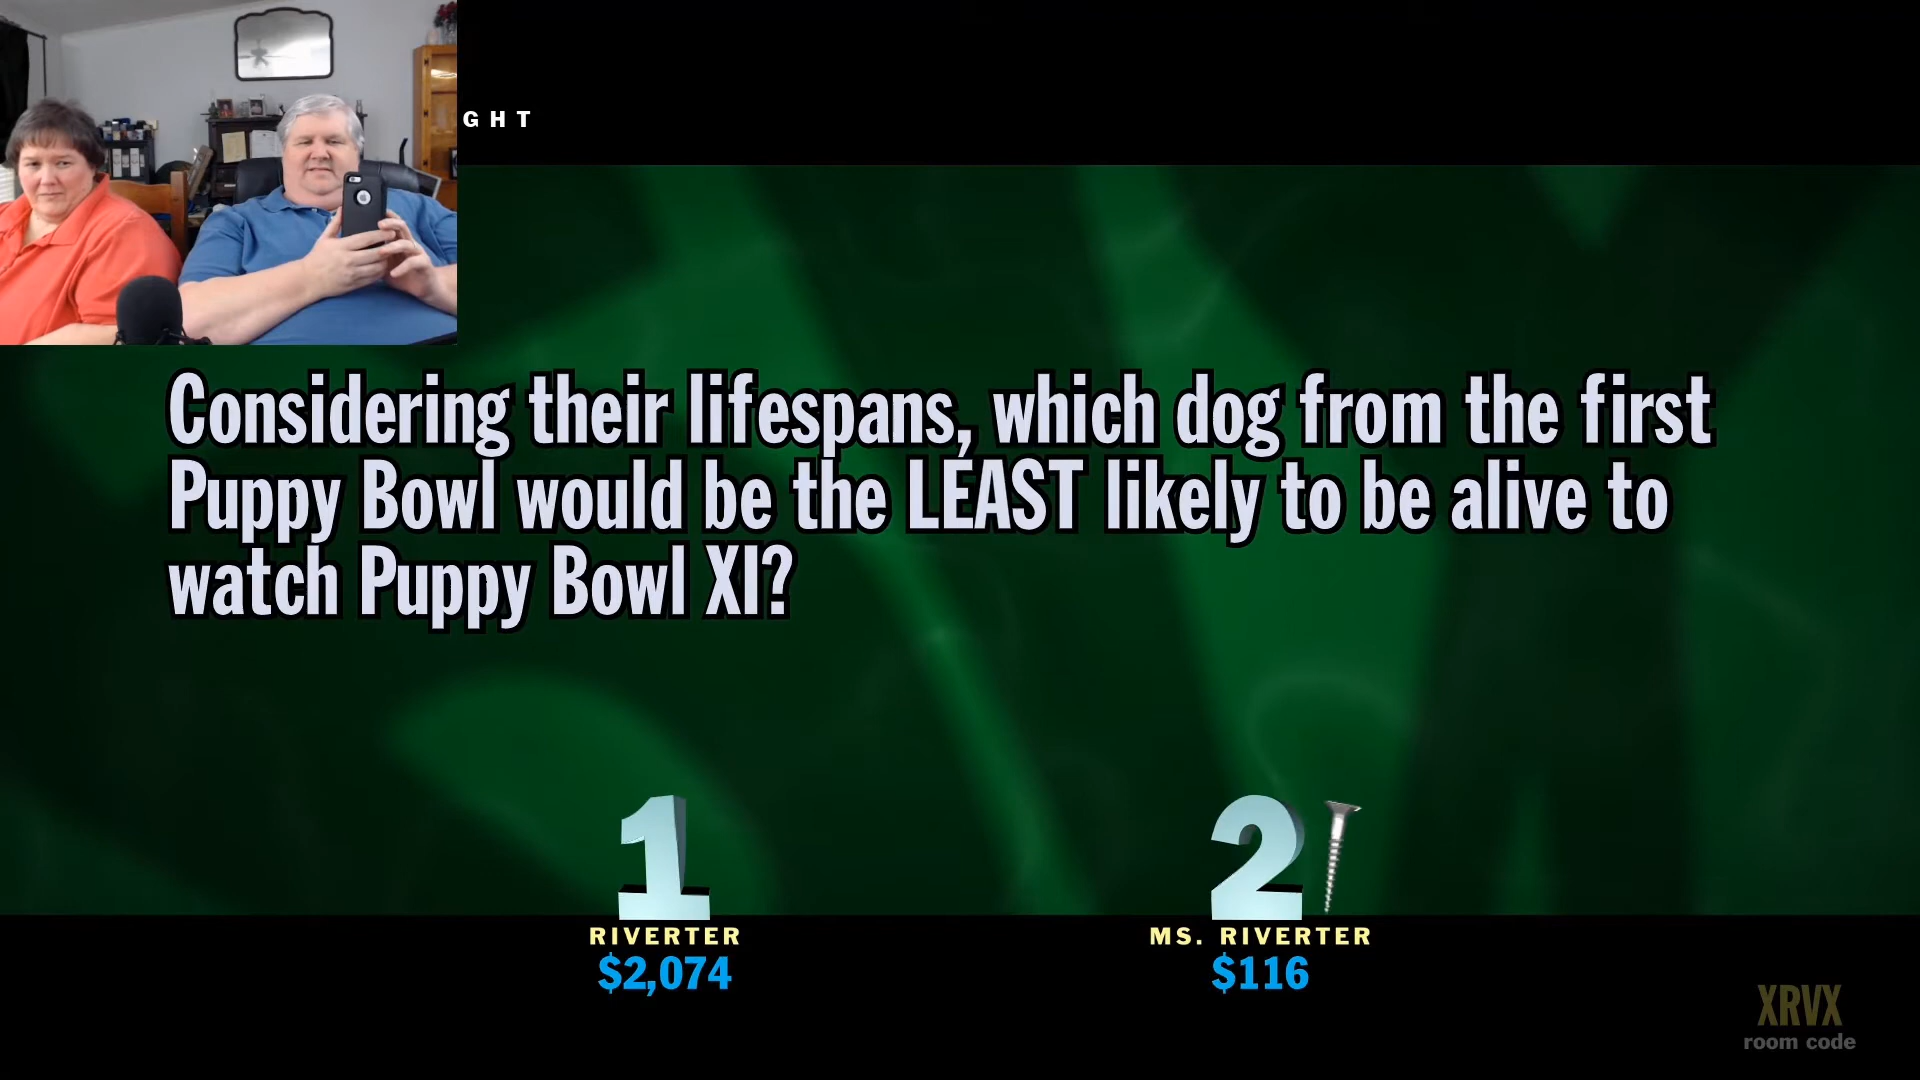 GHT
Considering their lifespans, which dog from the first
Puppy Bowl would be the LEAST likely to be alive to
watch Puppy Bowl XI?
1
2
RIVERTER
MS. RIVERTER
$2,074
$116
XRVX
room code